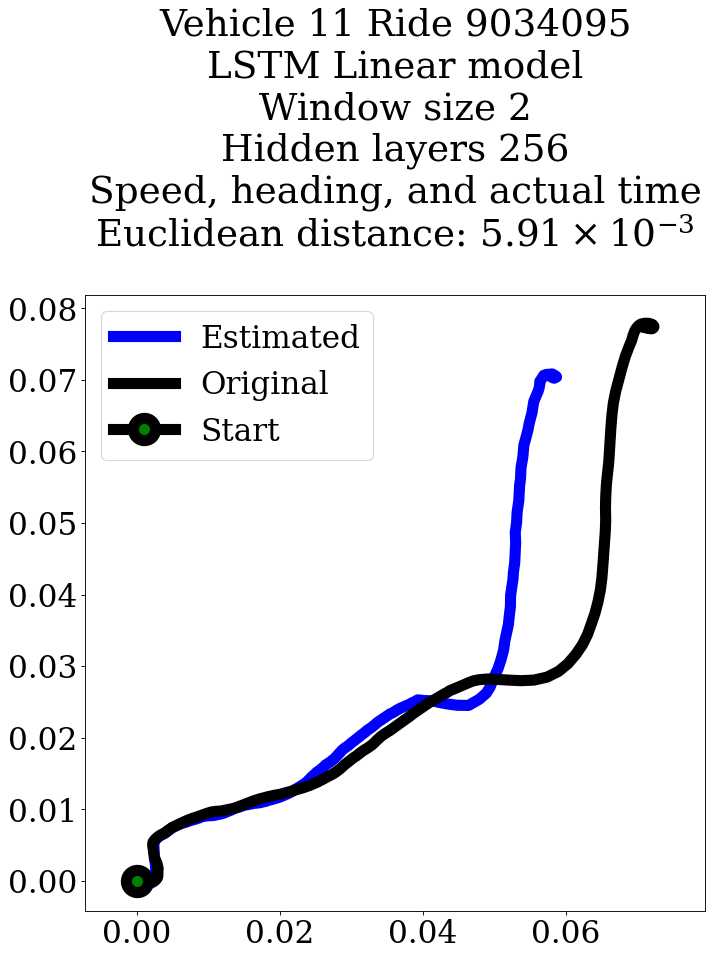 Vehicle 11 Ride 9034095
LSTM Linear model
Window size 2
Hidden layers 256
Speed, heading, and actual time
Euclidean distance: 5.91 × 10⁻³
0.08
0.07
0.06
0.05
0.04
0.03
0.02
0.01
0.00
Estimated
Original
Start
0.00 0.02 0.04 0.06